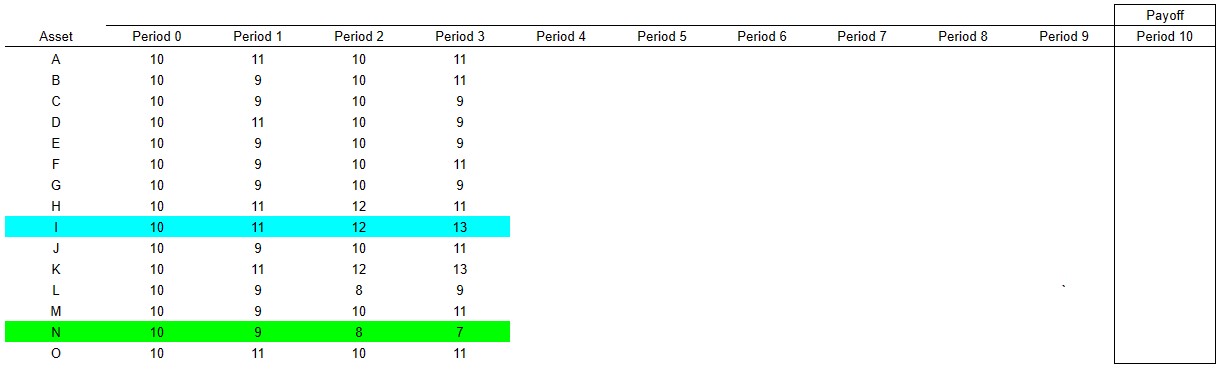 Payoff
Asset Period 0 Period 1 Period 2 Period 3 Period 4 Period 5 Period 6 Period 7 Period 8 Period 9 Period 10
A 10 11 10 11
B 10 9 10 11
C 10 9 10 9
D 10 11 10 9
E 10 9 10 9
F 10 9 10 11
G 10 9 10 9
H 10 11 12 11
I 10 11 12 13
J 10 9 10 11
K 10 11 12 13
L 10 9 8 9 `
M 10 9 10 11
N 10 9 8 7
O 10 11 10 11